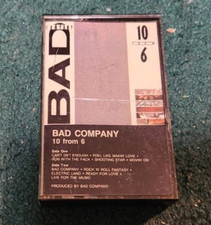 BAD
10
6
BAD COMPANY
10 from 6
Side One
CAN'T GET ENOUGH • FEEL LIKE MAKIN' LOVE •
RUN WITH THE PACK • SHOOTING STAR • MOVIN' ON
Side Two
BAD COMPANY • ROCK 'N' ROLL FANTASY •
ELECTRIC LAND • READY FOR LOVE •
LIVE FOR THE MUSIC
PRODUCED BY BAD COMPANY